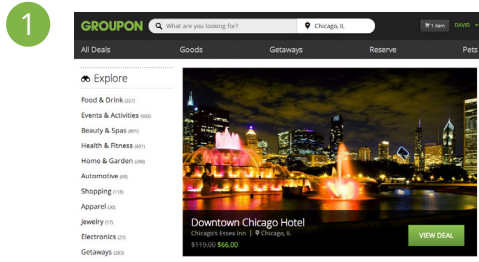 1
GROUPON What are you looking for? Chicago, IL 1 item DAVID
All Deals Goods Getaways Reserve Pets
Explore
Food & Drink (227)
Events & Activities
Beauty & Spas
Health & Fitness
Home & Garden
Automotive
Shopping (118)
Apparel (30)
Jewelry (17)
Electronics (27)
Getaways (283)
Downtown Chicago Hotel
Chicago's Essex Inn | Chicago, IL
$119.00 $66.00
VIEW DEAL